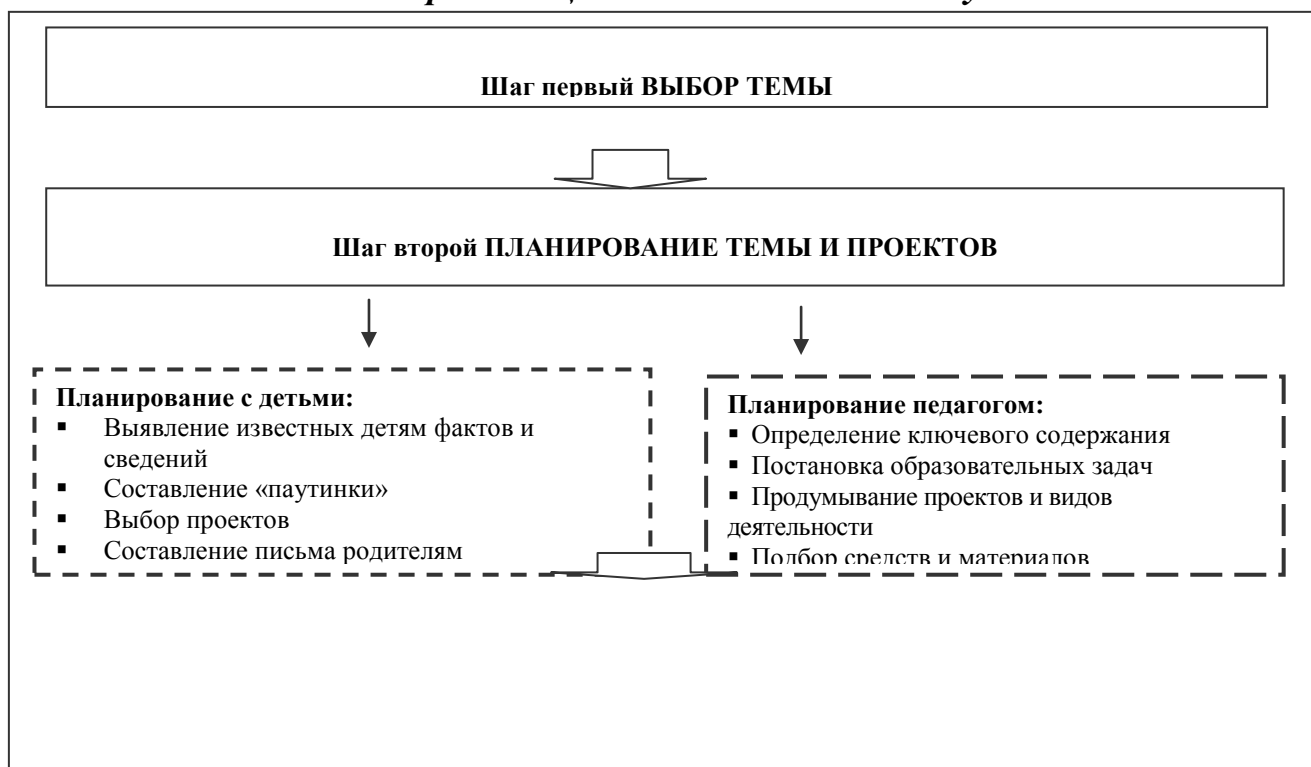 Шаг первый ВЫБОР ТЕМЫ
Шаг второй ПЛАНИРОВАНИЕ ТЕМЫ И ПРОЕКТОВ
Планирование с детьми:
▪ Выявление известных детям фактов и
сведений
▪ Составление «паутинки»
▪ Выбор проектов
▪ Составление письма родителям
Планирование педагогом:
▪ Определение ключевого содержания
▪ Постановка образовательных задач
▪ Продумывание проектов и видов
деятельности
▪ Подбор средств и материалов